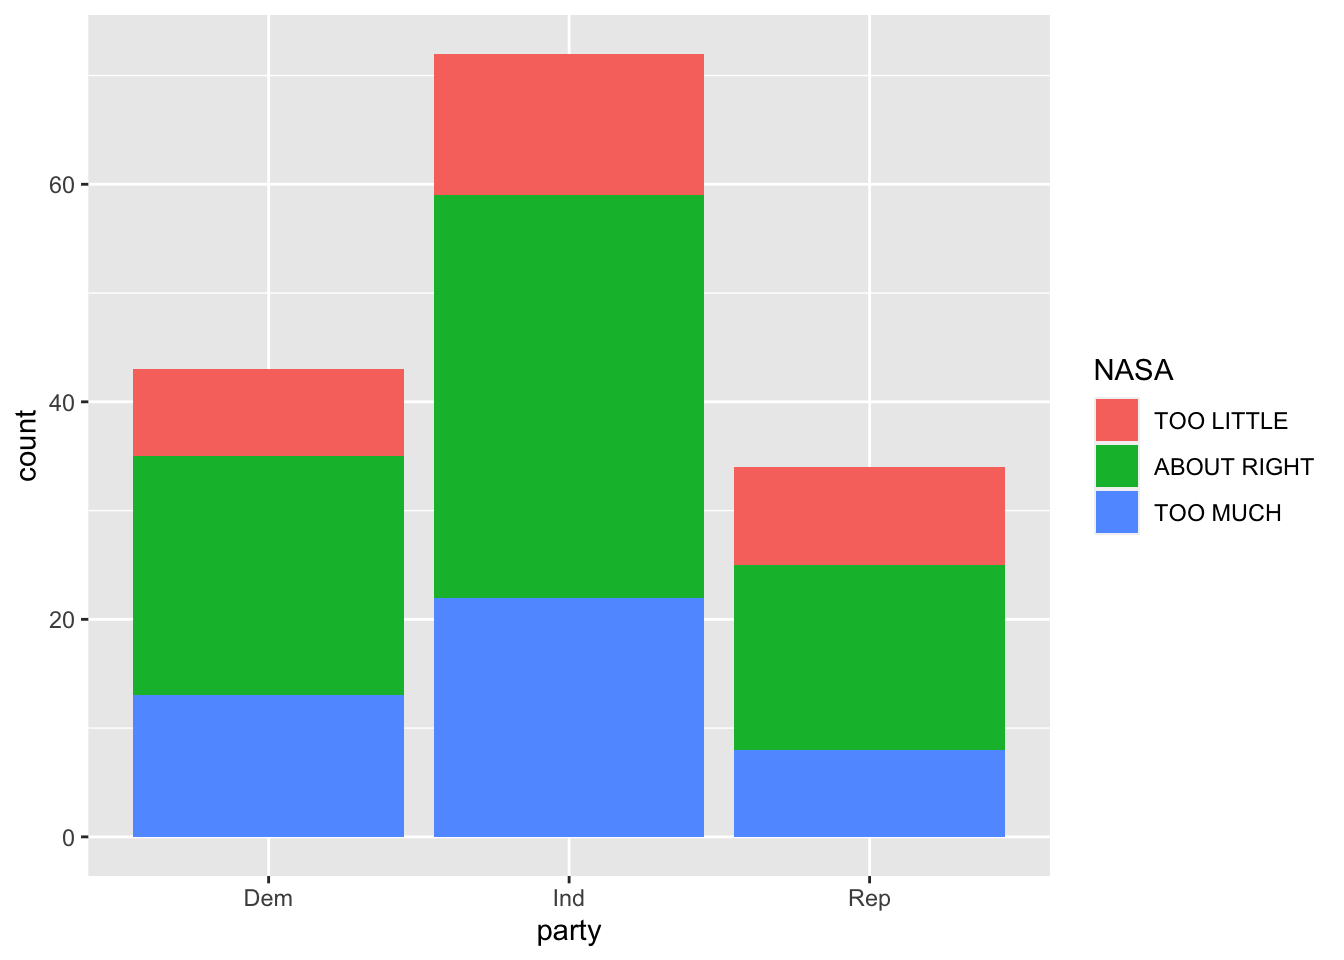 60
40
20
0
count
Dem
Ind
Rep
party
NASA
TOO LITTLE
ABOUT RIGHT
TOO MUCH